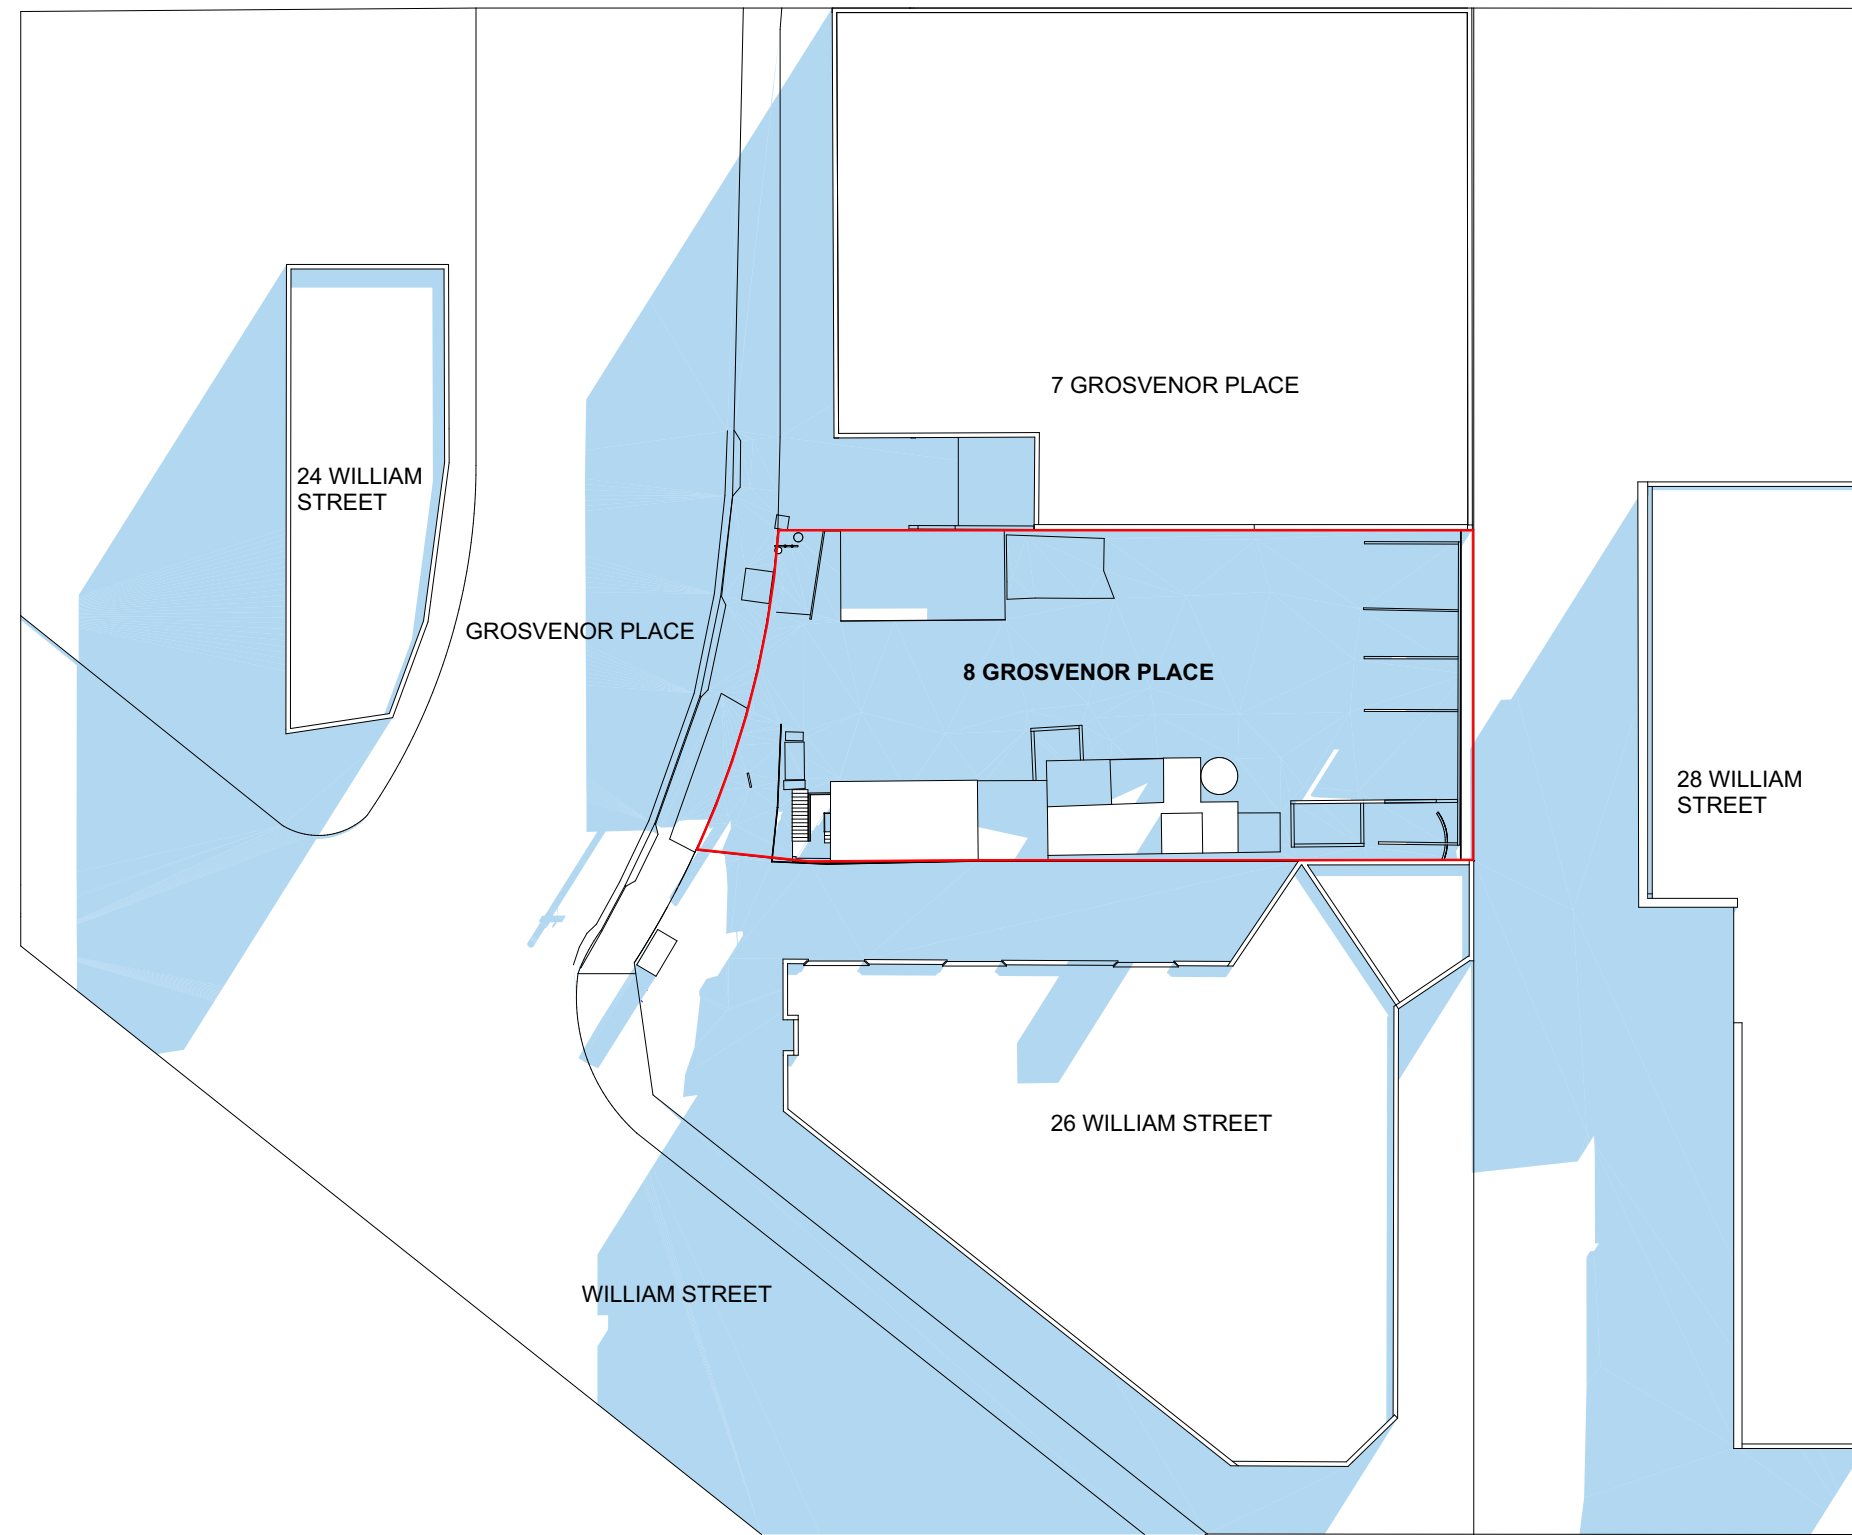 7 GROSVENOR PLACE
24 WILLIAM
STREET
GROSVENOR PLACE
8 GROSVENOR PLACE
28 WILLIAM
STREET
26 WILLIAM STREET
WILLIAM STREET